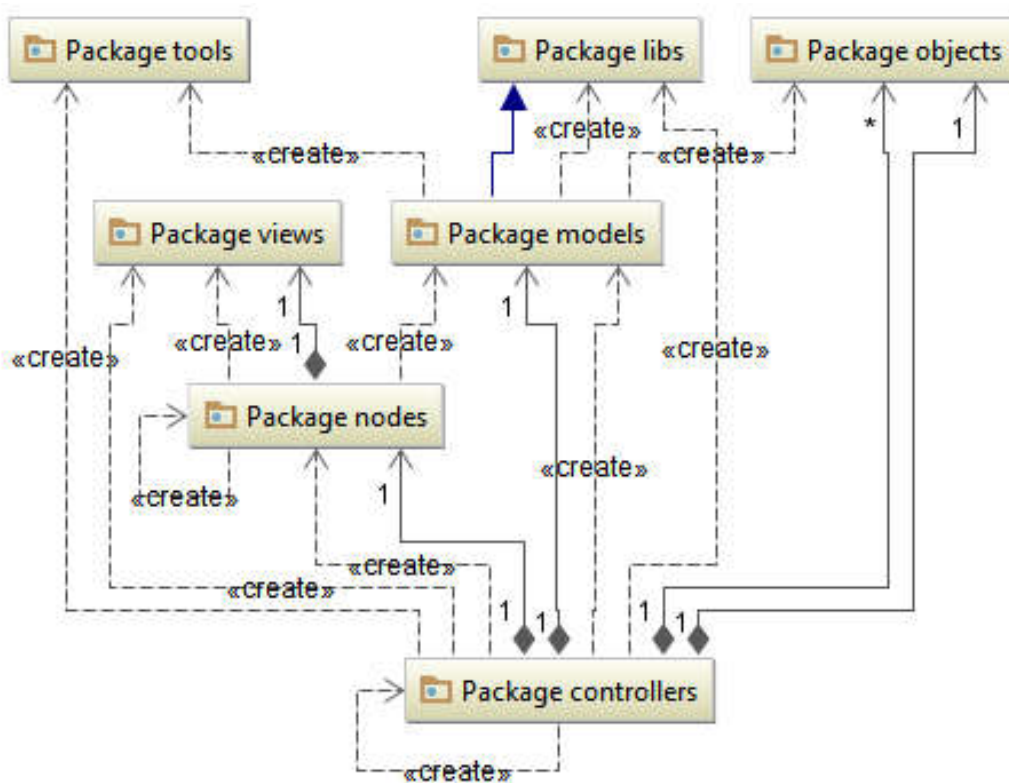 Package tools
Package libs
Package objects
* 1
«create»
«create» «create»
Package views
Package models
1 1
«create» «create» 1 «create» «create»
Package nodes
«create»
1
«create»
«create»
«create»
1 1 1 1
Package controllers
«create»